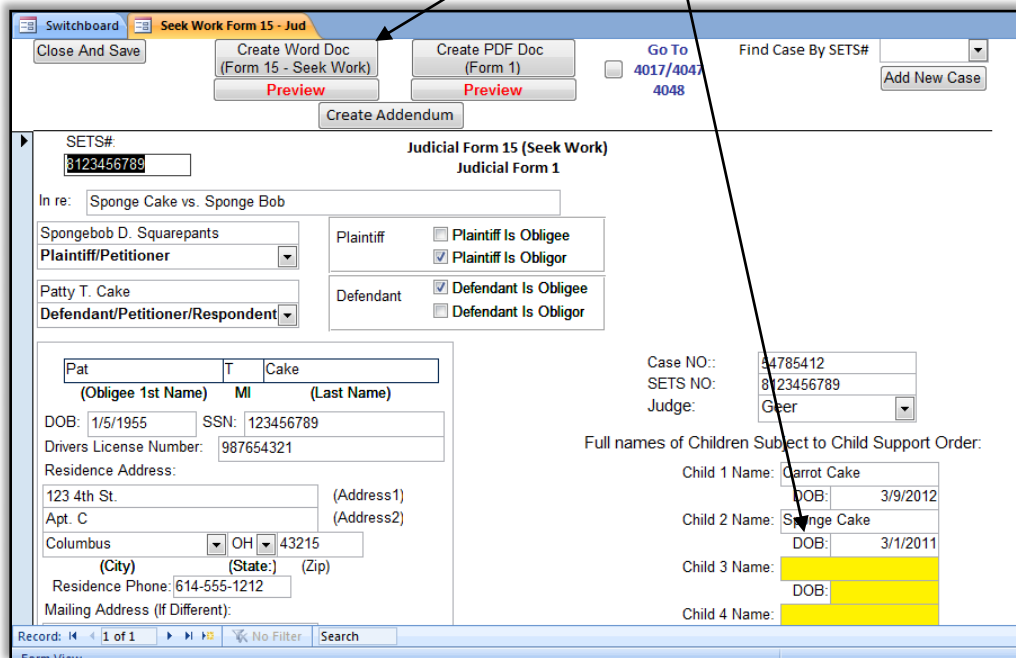 Switchboard Seek Work Form 15 - Jud
Close And Save
Create Word Doc
(Form 15 - Seek Work)
Preview
Create PDF Doc
(Form 1)
Preview
Create Addendum
Go To
4017/4047
4048
Find Case By SETS#
Add New Case
SETS#:
8123456789
Judicial Form 15 (Seek Work)
Judicial Form 1
In re: Sponge Cake vs. Sponge Bob
Spongebob D. Squarepants
Plaintiff/Petitioner
Plaintiff
Plaintiff Is Obligee
Plaintiff Is Obligor
Patty T. Cake
Defendant/Petitioner/Respondent
Defendant
Defendant Is Obligee
Defendant Is Obligor
Pat T Cake
(Obligee 1st Name) MI (Last Name)
DOB: 1/5/1955 SSN: 123456789
Drivers License Number: 987654321
Residence Address:
123 4th St. (Address1)
Apt. C (Address2)
Columbus OH 43215
(City) (State:) (Zip)
Residence Phone: 614-555-1212
Mailing Address (If Different):
Case NO:: 54785412
SETS NO: 8123456789
Judge: Geer
Full names of Children Subject to Child Support Order:
Child 1 Name: Carrot Cake
DOB: 3/9/2012
Child 2 Name: Sponge Cake
DOB: 3/1/2011
Child 3 Name:
DOB:
Child 4 Name:
Record: 1 of 1 No Filter Search
Form View